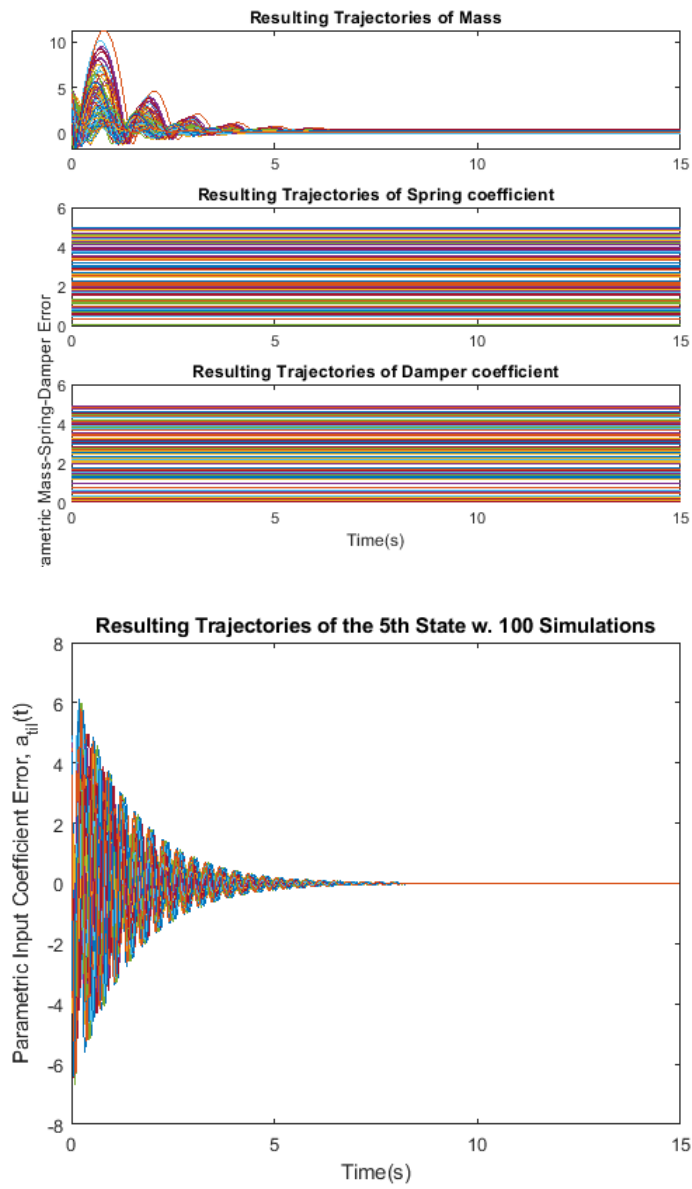 Resulting Trajectories of Mass
10
5
0
0 5 10 15
Resulting Trajectories of Spring coefficient
6
4
2
0
0 5 10 15
Resulting Trajectories of Damper coefficient
6
4
2
0
0 5 10 15
Time(s)
rametric Mass-Spring-Damper Error
Resulting Trajectories of the 5th State w. 100 Simulations
8
6
4
2
0
-2
-4
-6
-8
0 5 10 15
Time(s)
Parametric Input Coefficient Error, a_til(t)